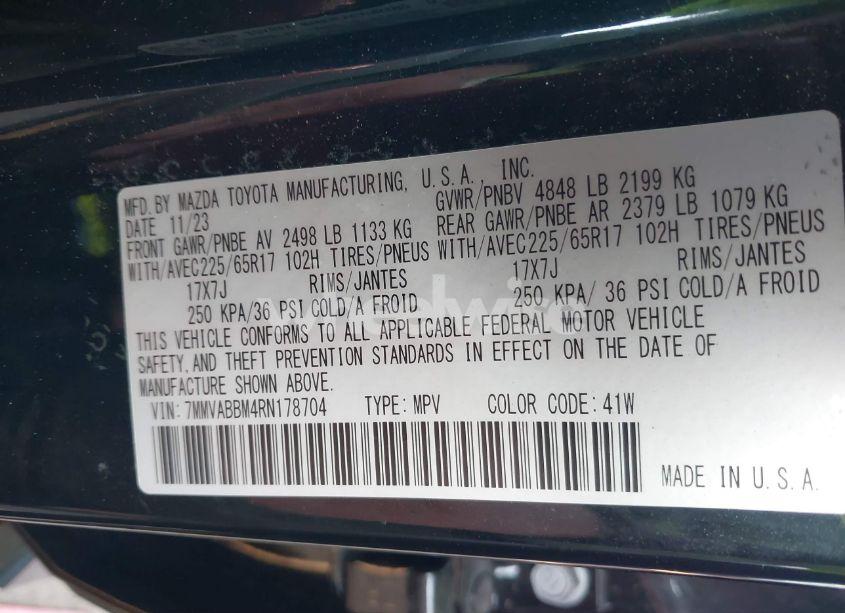 MFD. BY MAZDA TOYOTA MANUFACTURING, U.S.A., INC.
DATE 11/23 GVWR/PNBV 4848 LB 2199 KG
FRONT GAWR/PNBE AV 2498 LB 1133 KG REAR GAWR/PNBE AR 2379 LB 1079 KG
WITH/AVEC225/65R17 102H TIRES/PNEUS WITH/AVEC225/65R17 102H TIRES/PNEUS
17X7J RIMS/JANTES 17X7J RIMS/JANTES
250 KPA/36 PSI COLD/A FROID 250 KPA/ 36 PSI COLD/A FROID
THIS VEHICLE CONFORMS TO ALL APPLICABLE FEDERAL MOTOR VEHICLE
SAFETY, AND THEFT PREVENTION STANDARDS IN EFFECT ON THE DATE OF
MANUFACTURE SHOWN ABOVE.
VIN: 7MMVABBM4RN178704 TYPE: MPV COLOR CODE: 41W
MADE IN U.S.A.